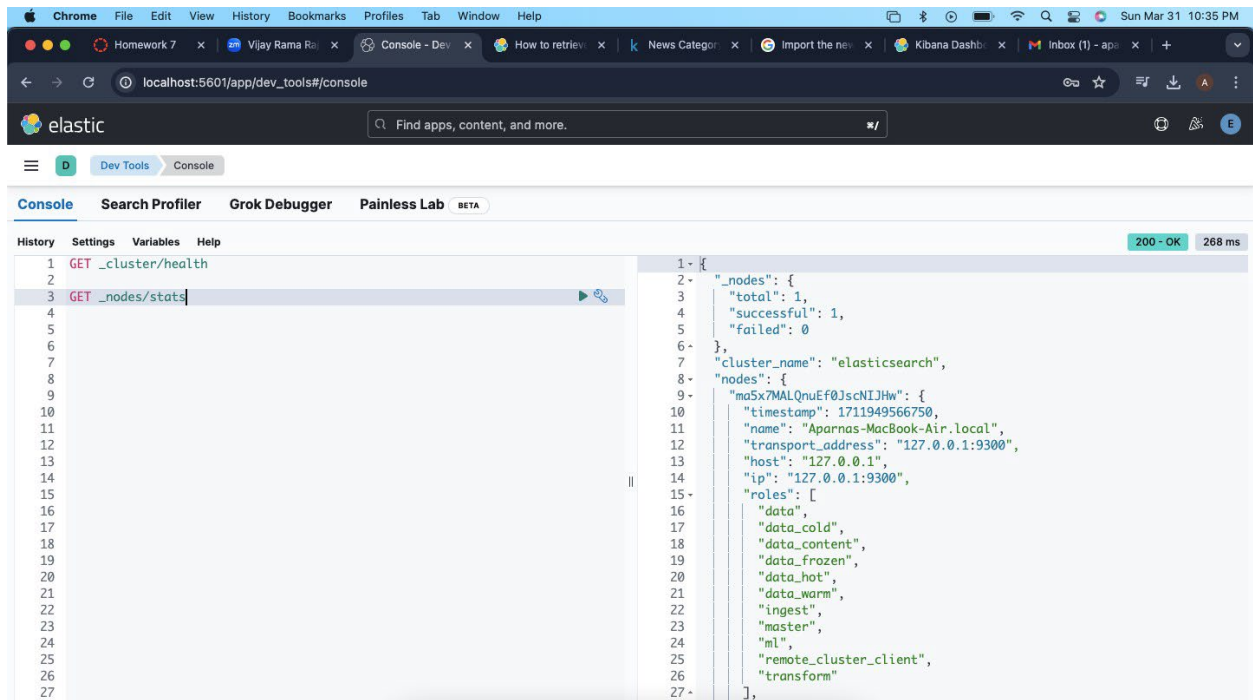 Chrome File Edit View History Bookmarks Profiles Tab Window Help Sun Mar 31 10:35 PM
Homework 7 × zm Vijay Rama Raj × Console - Dev × How to retriev × k News Categor × G Import the new × Kibana Dashb × Inbox (1) - apa × +
localhost:5601/app/dev_tools#/console A
elastic Find apps, content, and more. ⌘/ E
D Dev Tools Console
Console Search Profiler Grok Debugger Painless Lab BETA
History Settings Variables Help 200 - OK 268 ms
1 GET _cluster/health
2
3 GET _nodes/stats
4
5
6
7
8
9
10
11
12
13
14
15
16
17
18
19
20
21
22
23
24
25
26
27
1 {
2 "_nodes": {
3 "total": 1,
4 "successful": 1,
5 "failed": 0
6 },
7 "cluster_name": "elasticsearch",
8 "nodes": {
9 "ma5x7MALQnuEf0JscNIJHw": {
10 "timestamp": 1711949566750,
11 "name": "Aparnas-MacBook-Air.local",
12 "transport_address": "127.0.0.1:9300",
13 "host": "127.0.0.1",
14 "ip": "127.0.0.1:9300",
15 "roles": [
16 "data",
17 "data_cold",
18 "data_content",
19 "data_frozen",
20 "data_hot",
21 "data_warm",
22 "ingest",
23 "master",
24 "ml",
25 "remote_cluster_client",
26 "transform"
27 ],